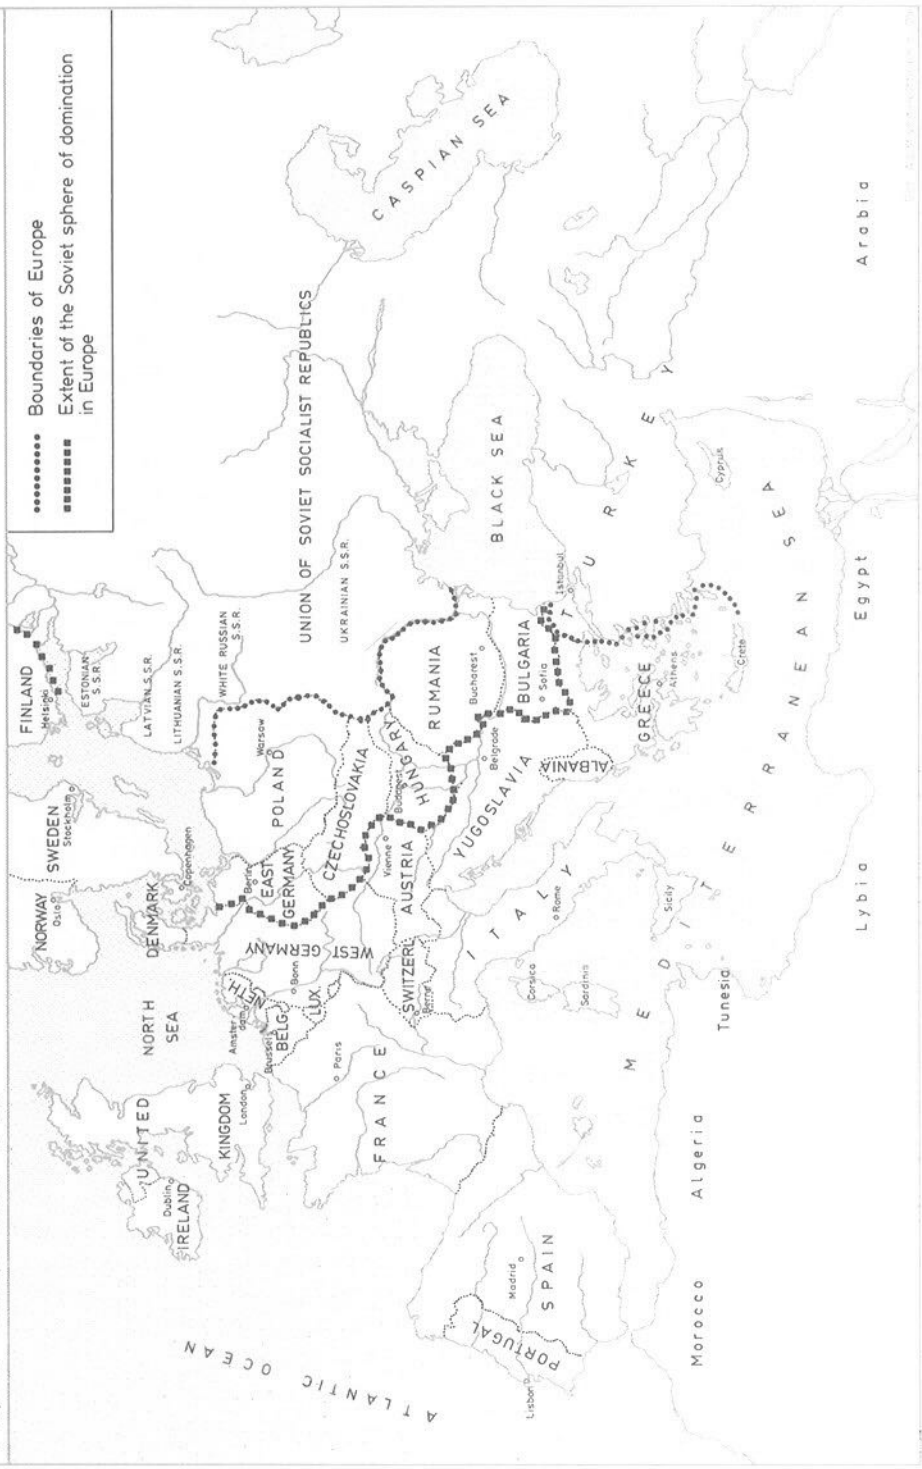 Boundaries of Europe
Extent of the Soviet sphere of domination
in Europe
FINLAND
Helsinki
NORWAY
Oslo
SWEDEN
Stockholm
ESTONIAN
S.S.R.
LATVIAN S.S.R.
LITHUANIAN S.S.R.
WHITE RUSSIAN
S.S.R.
UNION OF SOVIET SOCIALIST REPUBLICS
UKRAINIAN S.S.R.
NORTH
SEA
DENMARK
Copenhagen
UNITED
KINGDOM
London
Dublin
IRELAND
ATLANTIC OCEAN
Amster
dam
NETH
Brussels
BELG.
LUX.
Bonn
WEST GERMANY
Berlin
EAST
GERMANY
POLAND
Warsaw
CZECHOSLOVAKIA
Paris
FRANCE
SWITZERL
Berne
AUSTRIA
Vienne
HUNGARY
Budapest
RUMANIA
Bucharest
BULGARIA
Sofia
YUGOSLAVIA
Belgrade
ALBANIA
ITALY
Rome
Corsica
Sardinia
Sicily
GREECE
Athens
Crete
Istanbul
TURKEY
Cyprus
BLACK SEA
CASPIAN SEA
PORTUGAL
Lisbon
SPAIN
Madrid
MEDITERRANEAN SEA
Morocco
Algeria
Tunesia
Lybia
Egypt
Arabia